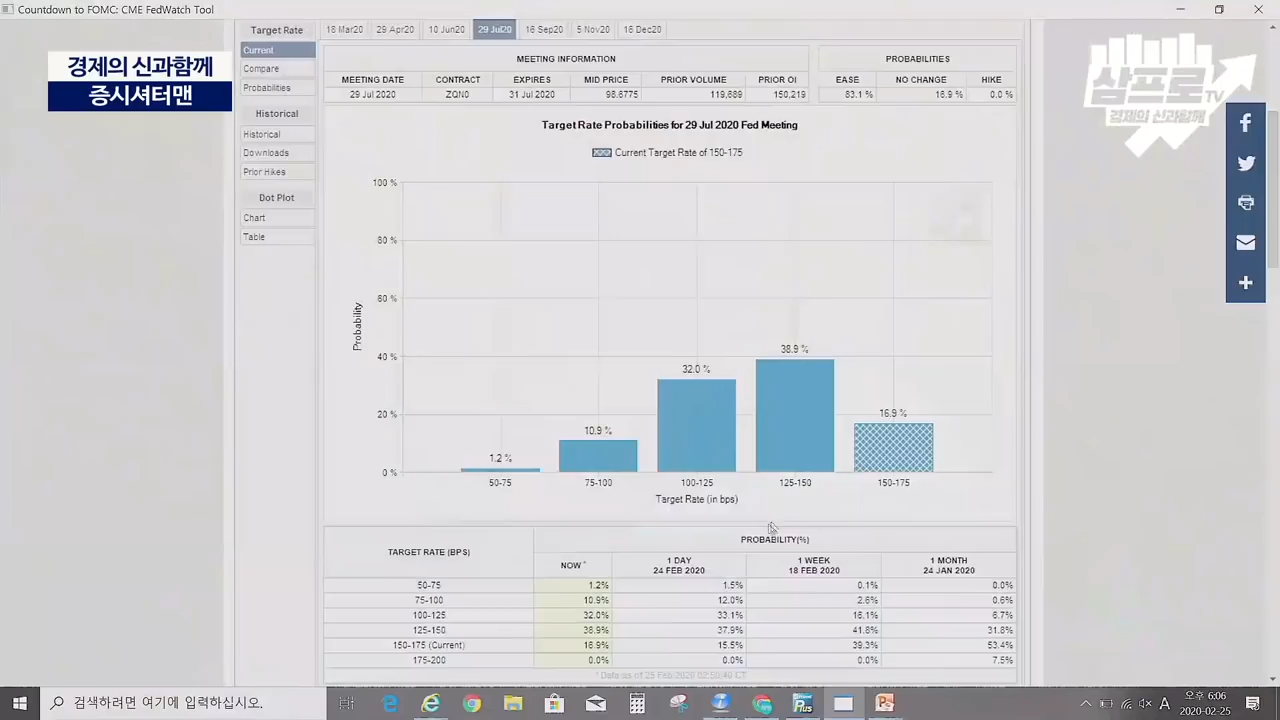 Countdown to FOMC: CME FedWatch Tool
경제의 신과함께
증시셔터맨
삼프로TV
경제의 신과함께
Target Rate
Current
Compare
Probabilities
Historical
Historical
Downloads
Prior Hikes
Dot Plot
Chart
Table
18 Mar20 29 Apr20 10 Jun20 29 Jul20 16 Sep20 5 Nov20 16 Dec20
MEETING INFORMATION PROBABILITIES
MEETING DATE CONTRACT EXPIRES MID PRICE PRIOR VOLUME PRIOR OI EASE NO CHANGE HIKE
29 Jul 2020 ZQN0 31 Jul 2020 98.6775 83.1 % 16.9 % 0.0 %
Target Rate Probabilities for 29 Jul 2020 Fed Meeting
Current Target Rate of 150-175
100 %
80 %
60 %
40 %
20 %
0 %
Probability
1.2 %
10.9 %
32.0 %
38.9 %
16.9 %
50-75 75-100 100-125 125-150 150-175
Target Rate (in bps)
TARGET RATE (BPS) PROBABILITY(%)
NOW * 1 DAY 24 FEB 2020 1 WEEK 18 FEB 2020 1 MONTH 24 JAN 2020
50-75 1.2% 1.5% 0.1% 0.0%
75-100 10.9% 12.0% 2.6% 0.6%
100-125 32.0% 33.1% 16.1% 6.7%
125-150 38.9% 37.9% 41.8% 31.8%
150-175 (Current) 16.9% 15.5% 39.3% 53.4%
175-200 0.0% 0.0% 0.0% 7.5%
* Data as of 25 Feb 2020 CT
검색하려면 여기에 입력하십시오.
A
오후 6:06
2020-02-25